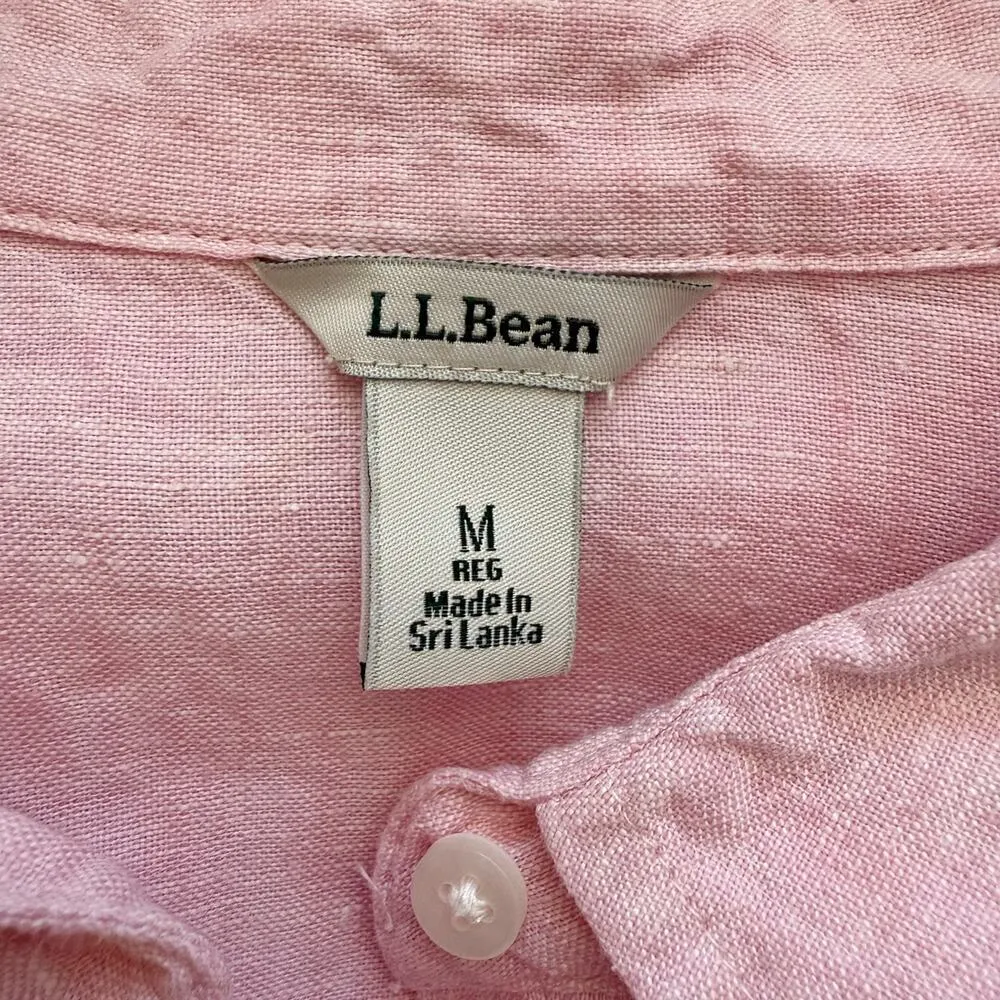 L.L.Bean
M
REG
Made In
Sri Lanka